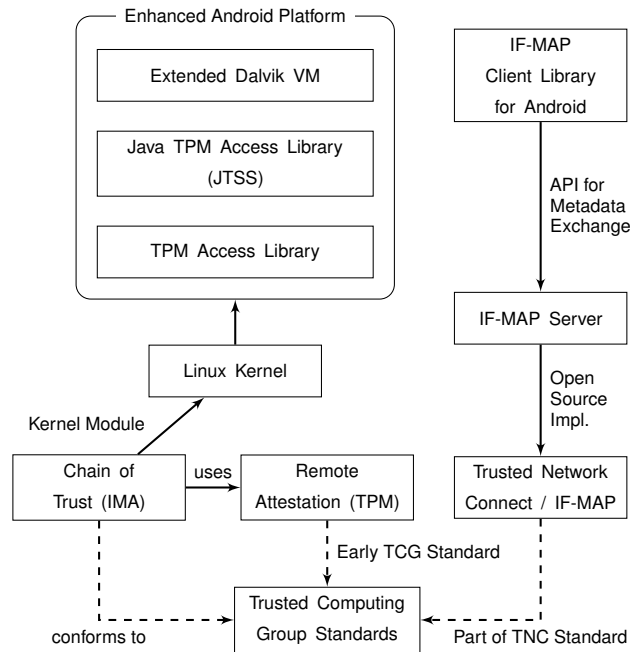 Enhanced Android Platform
Extended Dalvik VM
Java TPM Access Library
(JTSS)
TPM Access Library
IF-MAP
Client Library
for Android
API for
Metadata
Exchange
IF-MAP Server
Linux Kernel
Open
Source
Impl.
Kernel Module
Chain of
Trust (IMA)
uses
Remote
Attestation (TPM)
Trusted Network
Connect / IF-MAP
Early TCG Standard
Trusted Computing
Group Standards
conforms to
Part of TNC Standard